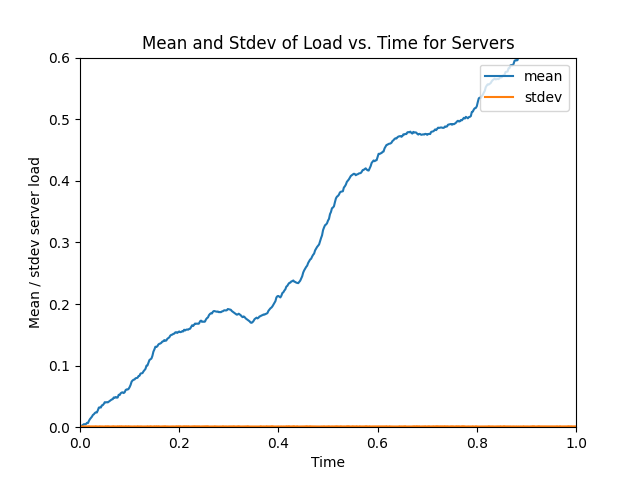 Mean and Stdev of Load vs. Time for Servers
mean
stdev
Mean / stdev server load
0.6
0.5
0.4
0.3
0.2
0.1
0.0
0.0 0.2 0.4 0.6 0.8 1.0
Time